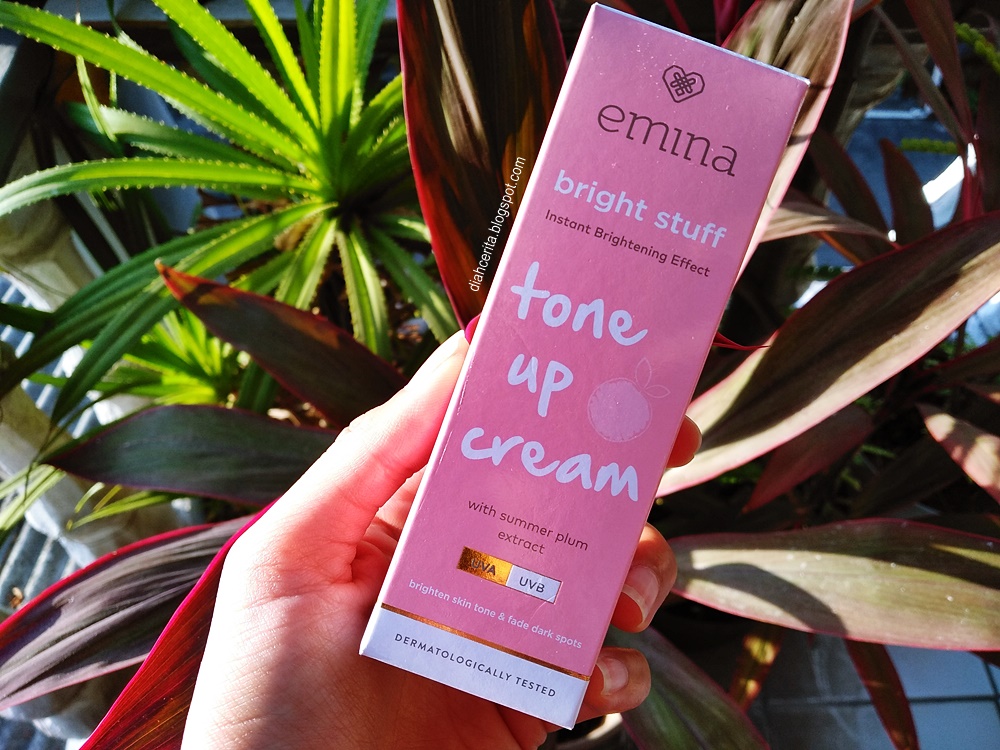 emina
bright stuff
Instant Brightening Effect
tone
up
cream
with summer plum
extract
UVA UVB
brighten skin tone & fade dark spots
DERMATOLOGICALLY TESTED
diahcerita.blogspot.com